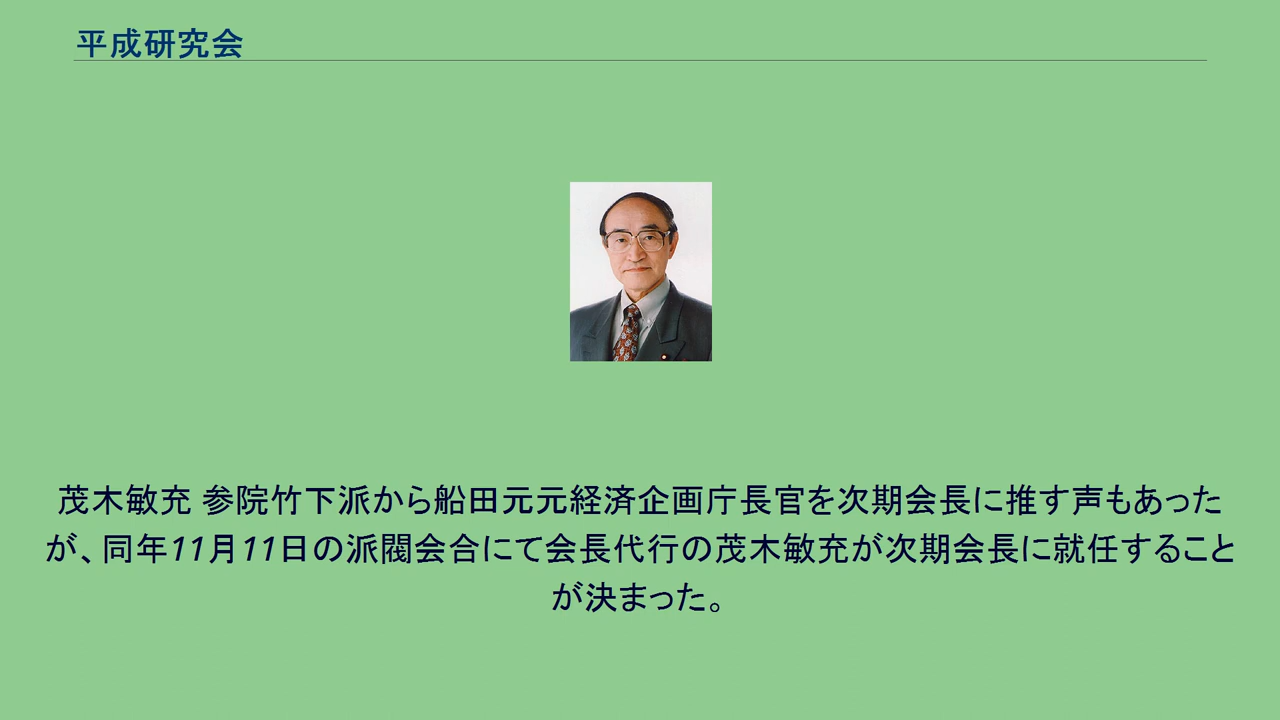 平成研究会
茂木敏充 参院竹下派から船田元元経済企画庁長官を次期会長に推す声もあった
が、同年11月11日の派閥会合にて会長代行の茂木敏充が次期会長に就任すること
が決まった。